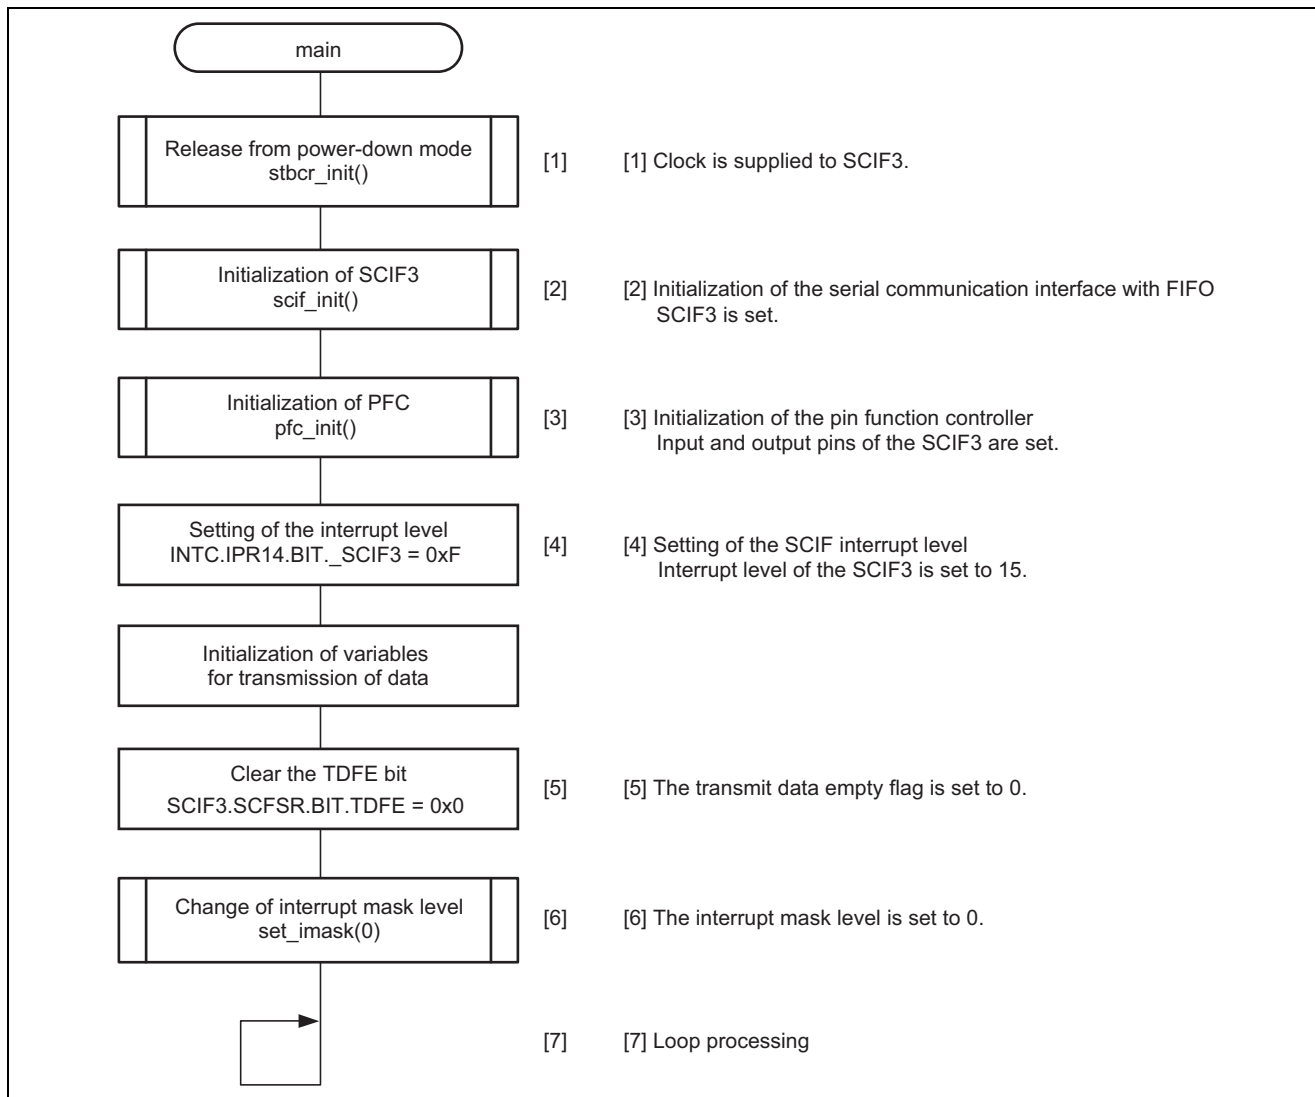 main
Release from power-down mode
stbcr_init()
[1]
[1] Clock is supplied to SCIF3.
Initialization of SCIF3
scif_init()
[2]
[2] Initialization of the serial communication interface with FIFO
SCIF3 is set.
Initialization of PFC
pfc_init()
[3]
[3] Initialization of the pin function controller
Input and output pins of the SCIF3 are set.
Setting of the interrupt level
INTC.IPR14.BIT._SCIF3 = 0xF
[4]
[4] Setting of the SCIF interrupt level
Interrupt level of the SCIF3 is set to 15.
Initialization of variables
for transmission of data
Clear the TDFE bit
SCIF3.SCFSR.BIT.TDFE = 0x0
[5]
[5] The transmit data empty flag is set to 0.
Change of interrupt mask level
set_imask(0)
[6]
[6] The interrupt mask level is set to 0.
[7]
[7] Loop processing